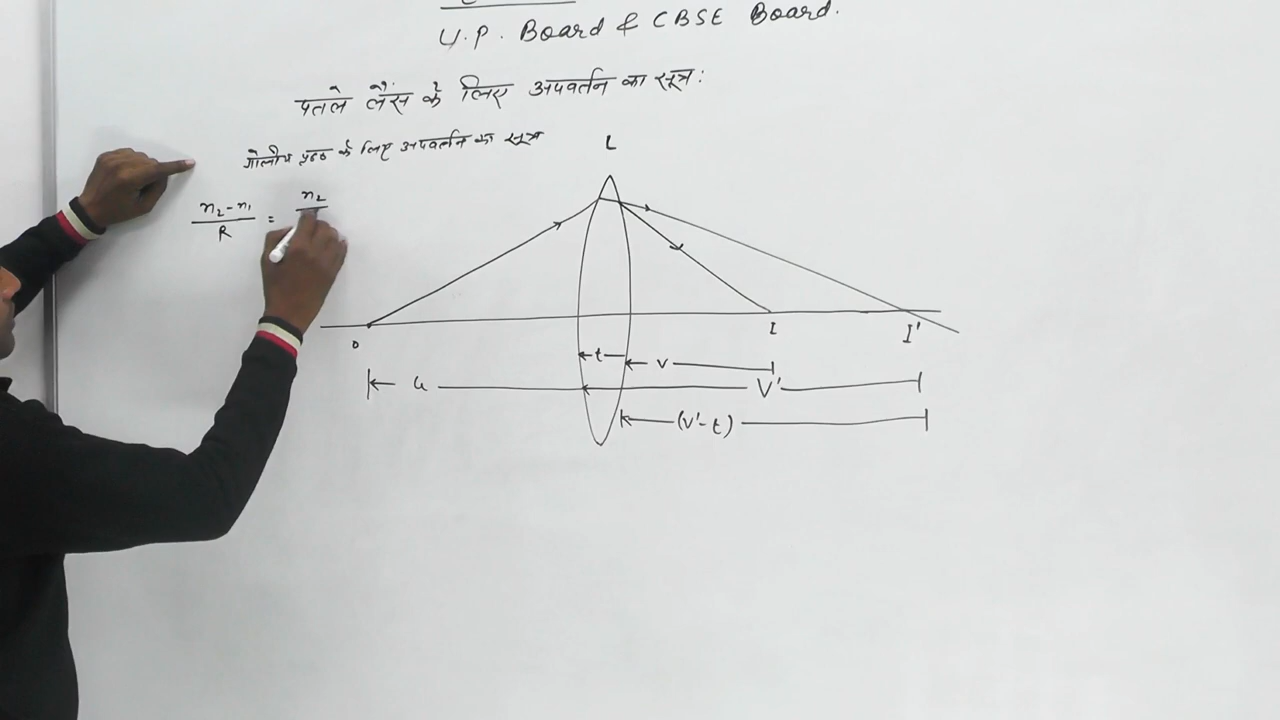 U.P. Board & CBSE Board.
पतले लैंस के लिए अपवर्तन का सूत्र:
गोलीय पृष्ठ के लिए अपवर्तन का सूत्र
L
n₂-n₁/R = n₂
O
I
I'
t
v
u
V'
(v'-t)